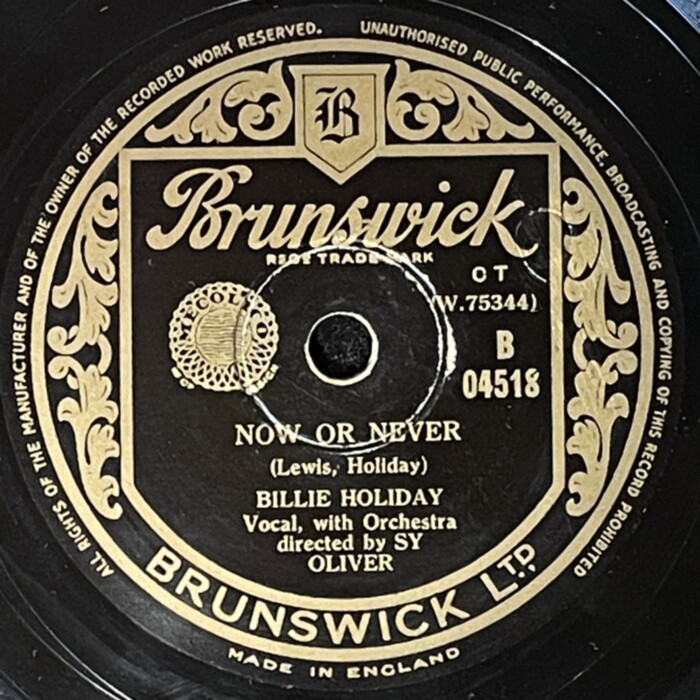 ALL RIGHTS OF THE MANUFACTURER AND OF THE OWNER OF THE RECORDED WORK RESERVED. UNAUTHORISED PUBLIC PERFORMANCE, BROADCASTING AND COPYING OF THIS RECORD PROHIBITED
B
Brunswick
TRADE MARK
CT
(W.75344)
B
04518
NOW OR NEVER
(Lewis, Holiday)
BILLIE HOLIDAY
Vocal, with Orchestra
directed by SY
OLIVER
BRUNSWICK LTD.
MADE IN ENGLAND